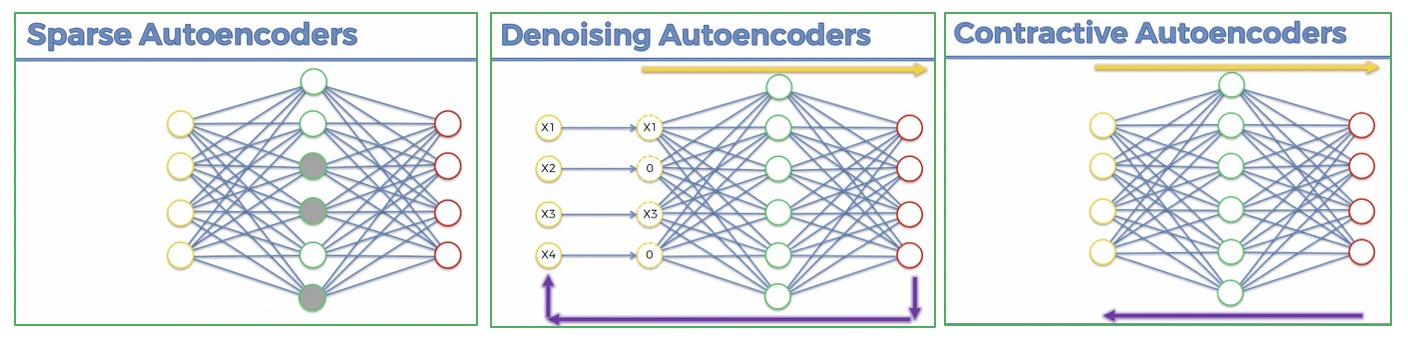 Sparse Autoencoders
Denoising Autoencoders
Contractive Autoencoders
X1 X1
X2 0
X3 X3
X4 0